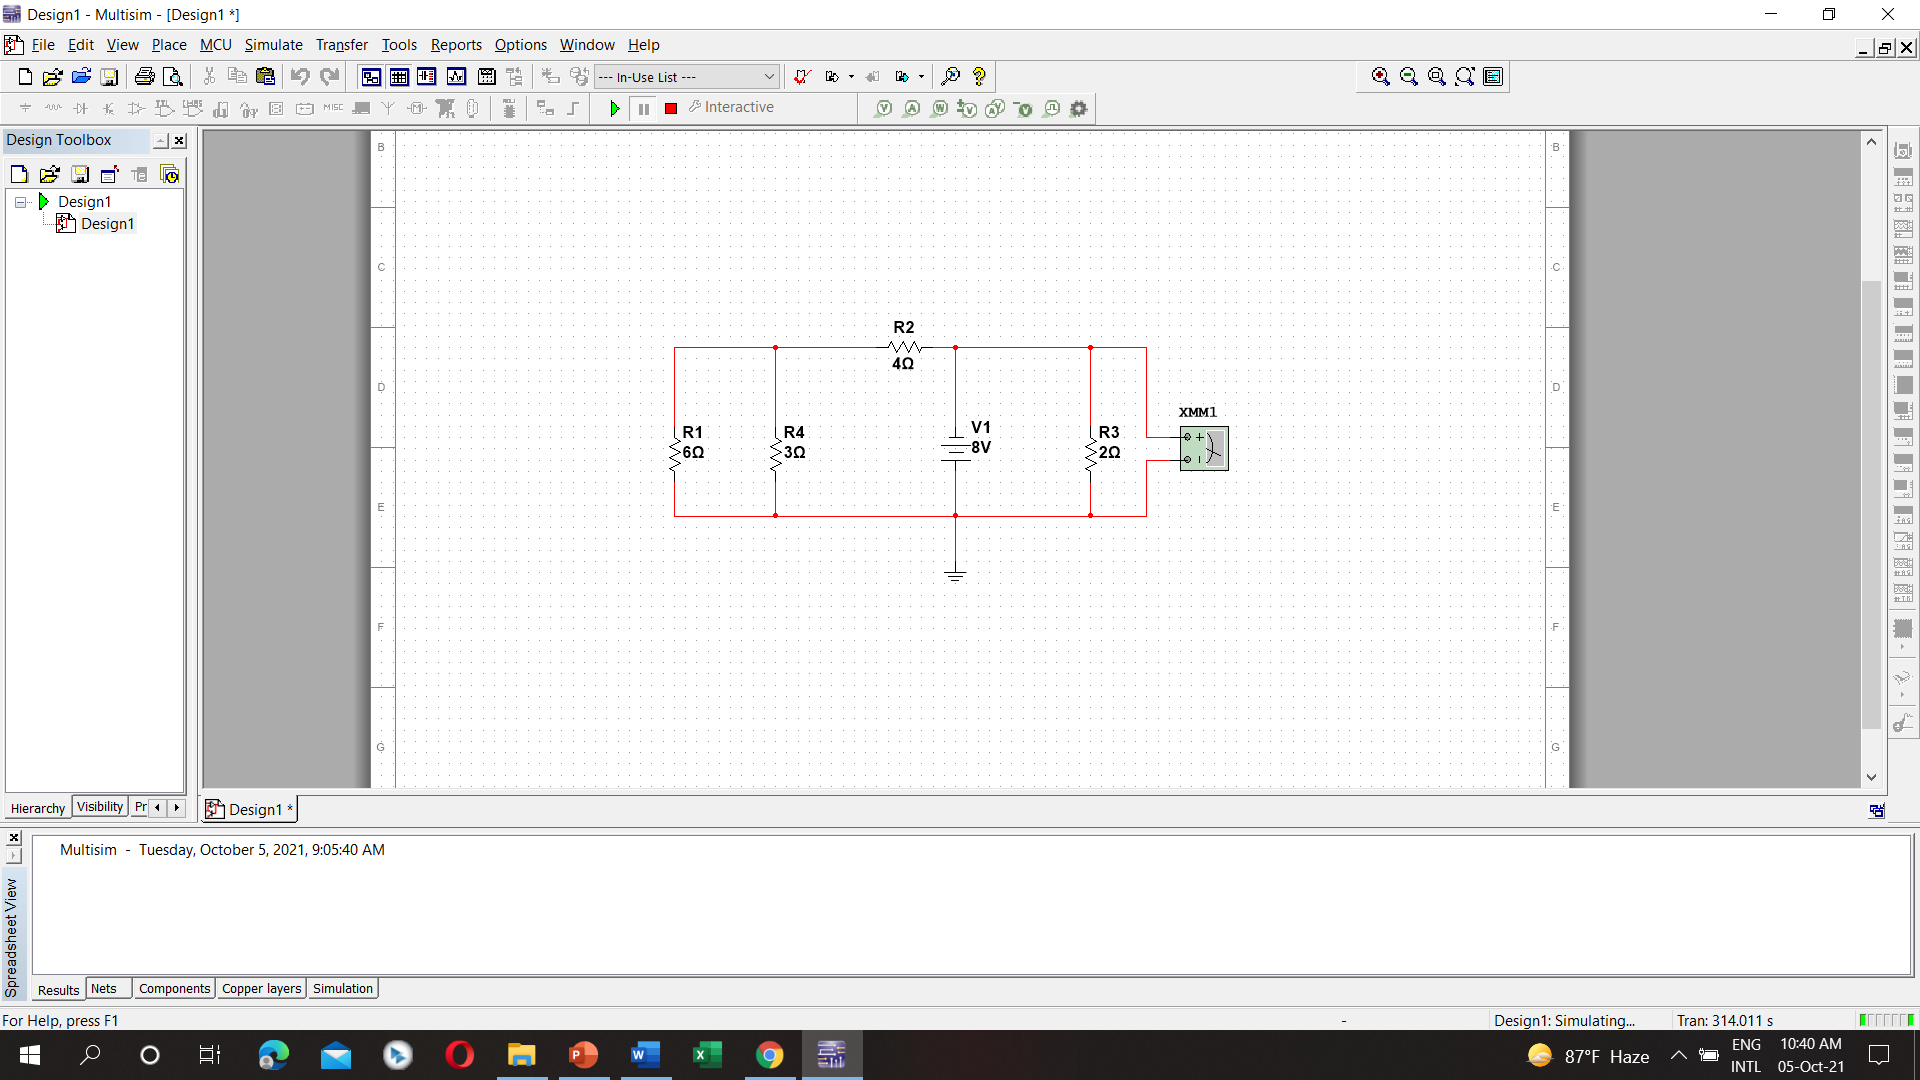 Design1 - Multisim - [Design1 *]
File Edit View Place MCU Simulate Transfer Tools Reports Options Window Help
--- In-Use List ---
MISC
Interactive
Design Toolbox
Design1
Design1
B
B
C
C
D
D
E
E
F
F
G
G
R2
4Ω
R1
6Ω
R4
3Ω
V1
8V
R3
2Ω
XMM1
Hierarchy Visibility Pr
Design1 *
Multisim - Tuesday, October 5, 2021, 9:05:40 AM
Spreadsheet View
Results Nets Components Copper layers Simulation
For Help, press F1
-
Design1: Simulating...
Tran: 314.011 s
87°F Haze
ENG
INTL
10:40 AM
05-Oct-21